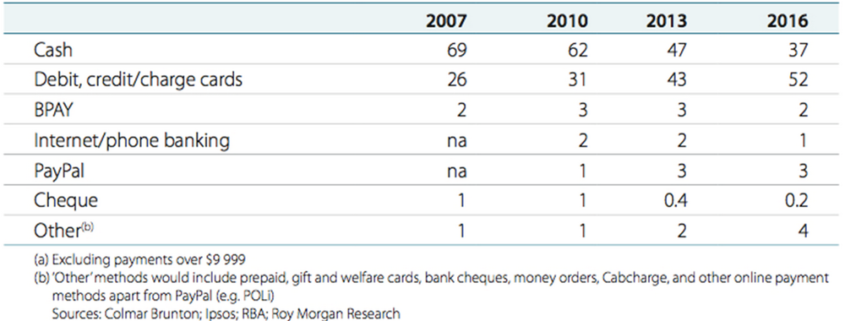 2007 2010 2013 2016
Cash 69 62 47 37
Debit, credit/charge cards 26 31 43 52
BPAY 2 3 3 2
Internet/phone banking na 2 2 1
PayPal na 1 3 3
Cheque 1 1 0.4 0.2
Other(b) 1 1 2 4
(a) Excluding payments over $9 999
(b) 'Other' methods would include prepaid, gift and welfare cards, bank cheques, money orders, Cabcharge, and other online payment
methods apart from PayPal (e.g. POLi)
Sources: Colmar Brunton; Ipsos; RBA; Roy Morgan Research